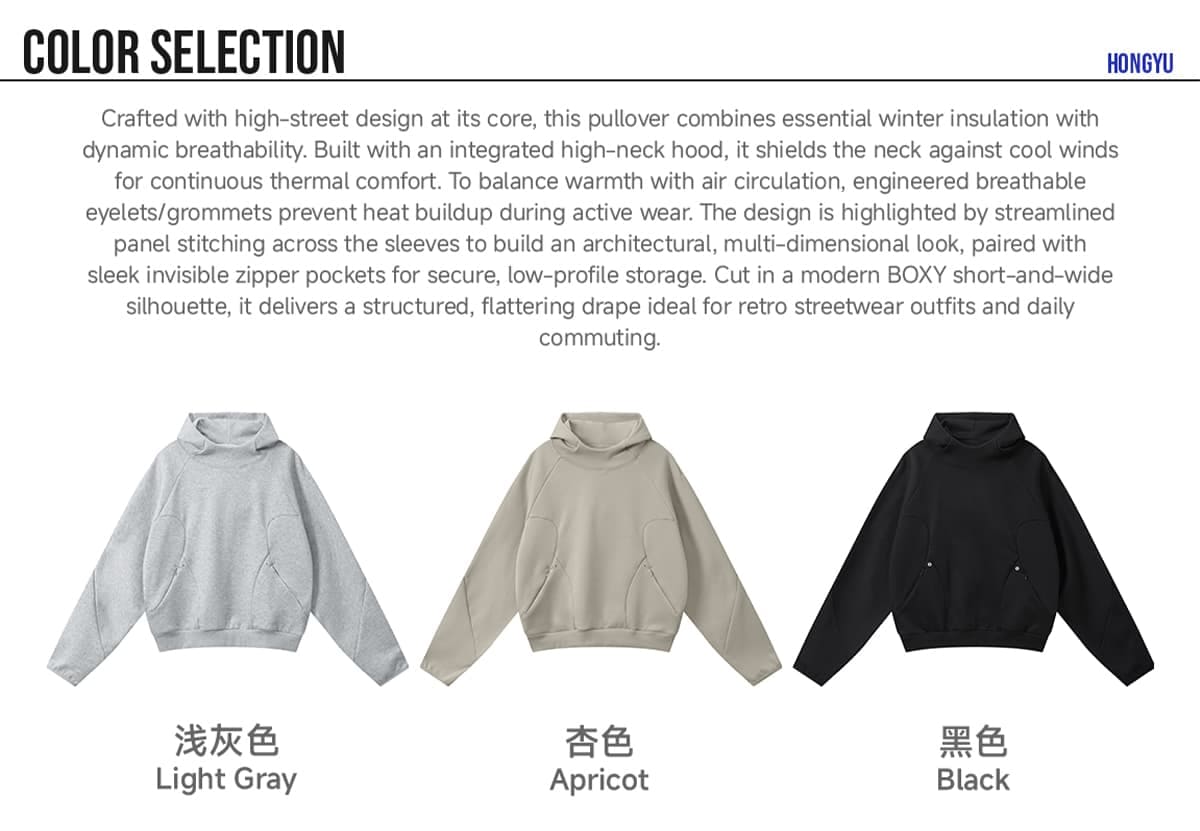 COLOR SELECTION
HONGYU
Crafted with high-street design at its core, this pullover combines essential winter insulation with
dynamic breathability. Built with an integrated high-neck hood, it shields the neck against cool winds
for continuous thermal comfort. To balance warmth with air circulation, engineered breathable
eyelets/grommets prevent heat buildup during active wear. The design is highlighted by streamlined
panel stitching across the sleeves to build an architectural, multi-dimensional look, paired with
sleek invisible zipper pockets for secure, low-profile storage. Cut in a modern BOXY short-and-wide
silhouette, it delivers a structured, flattering drape ideal for retro streetwear outfits and daily
commuting.
浅灰色
Light Gray
杏色
Apricot
黑色
Black